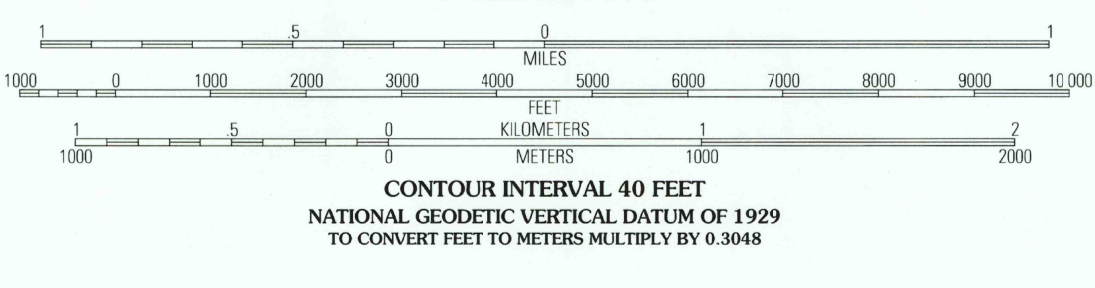 1 .5 0 1
MILES
1000 0 1000 2000 3000 4000 5000 6000 7000 8000 9000 10 000
FEET
1 .5 0 KILOMETERS 1 2
1000 0 METERS 1000 2000
CONTOUR INTERVAL 40 FEET
NATIONAL GEODETIC VERTICAL DATUM OF 1929
TO CONVERT FEET TO METERS MULTIPLY BY 0.3048